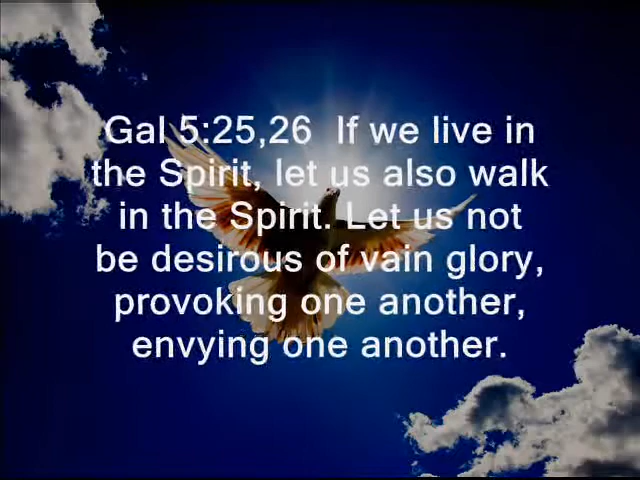 Gal 5:25,26  If we live in
the Spirit, let us also walk
in the Spirit. Let us not
be desirous of vain glory,
provoking one another,
envying one another.